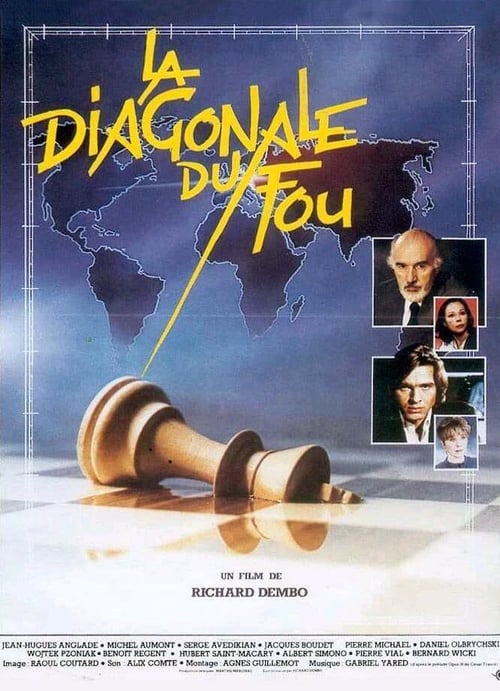 LA
DIAGONALE
DU FOU
UN FILM DE
RICHARD DEMBO
JEAN-HUGUES ANGLADE • MICHEL AUMONT • SERGE AVEDIKIAN • JACQUES BOUDET PIERRE MICHAEL • DANIEL OLBRYCHSKI
WOJTEK PZONIAK • BENOIT REGENT • HUBERT SAINT-MACARY • ALBERT SIMONO • PIERRE VIAL • BERNARD WICKI
Image : RAOUL COUTARD • Son : ALIX COMTE • Montage : AGNES GUILLEMOT Musique : GABRIEL YARED